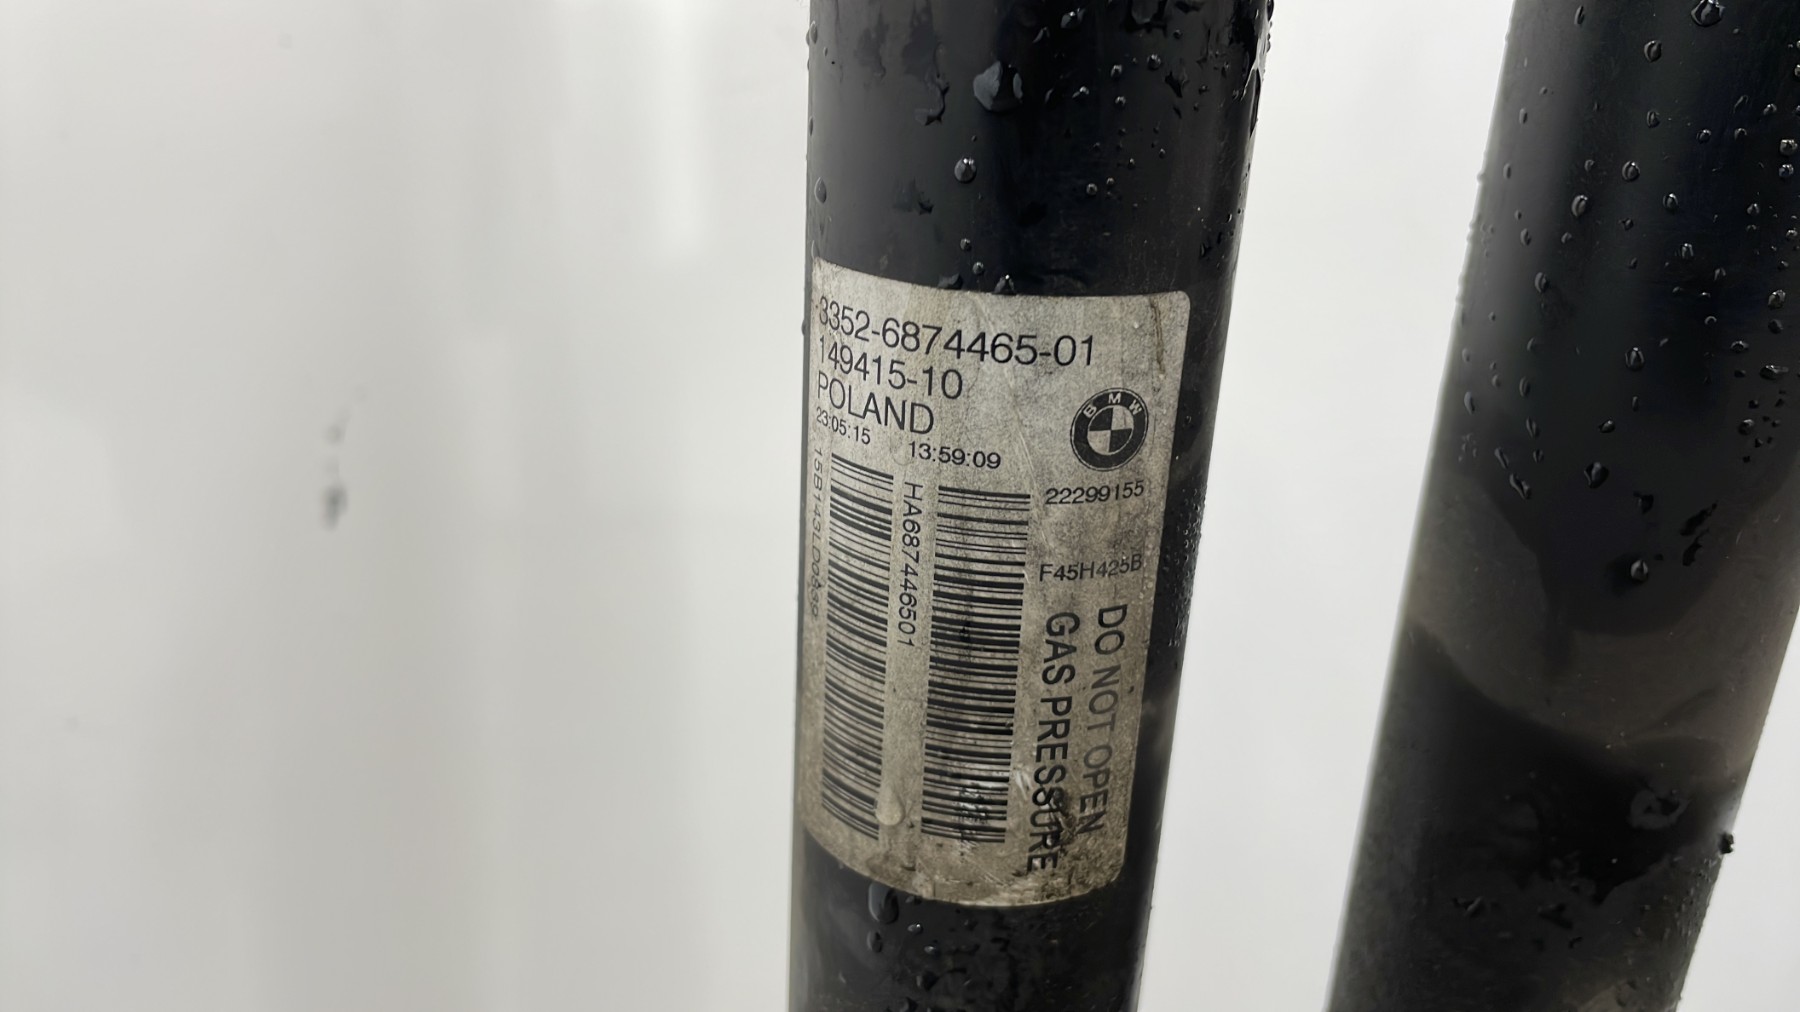 3352-6874465-01
149415-10
POLAND
23:05:15 13:59:09
BMW
22299155
F45H425B
HA687446501
DO NOT OPEN
GAS PRESSURE